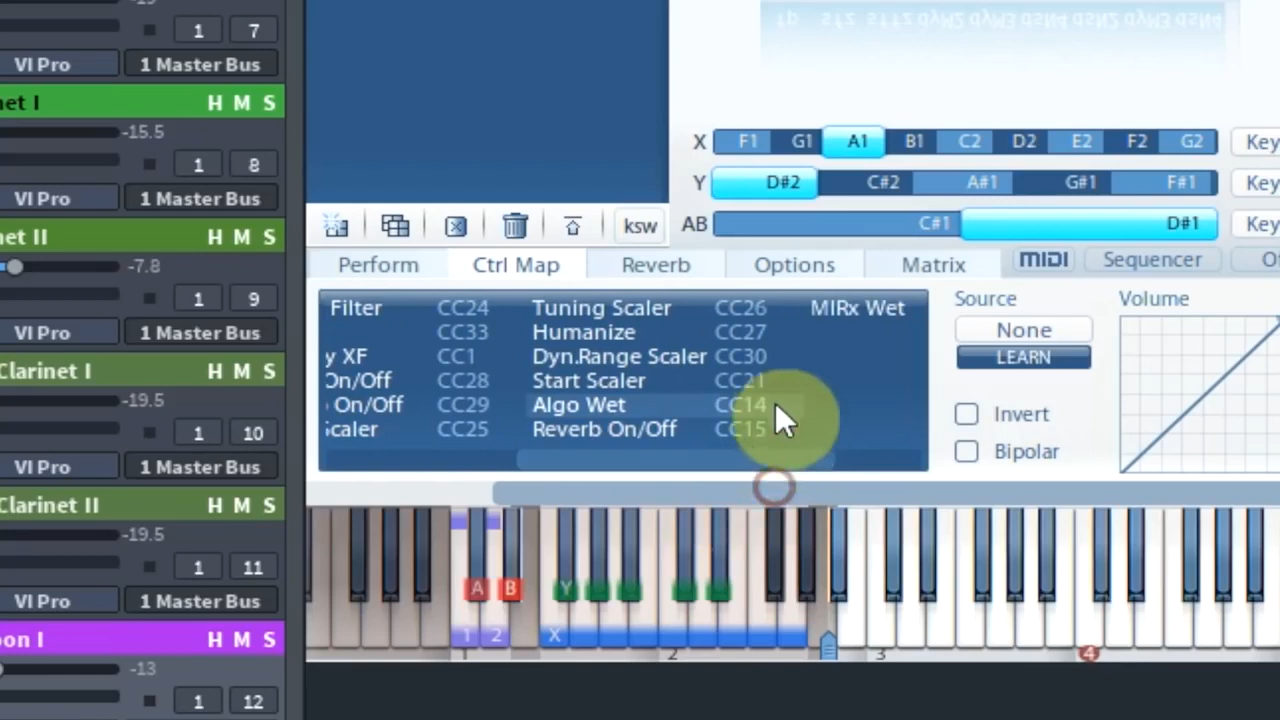 1 7
VI Pro 1 Master Bus
net I H M S
-15.5
1 8
VI Pro 1 Master Bus
net II H M S
-7.8
1 9
VI Pro 1 Master Bus
Clarinet I H M S
-19.5
1 10
VI Pro 1 Master Bus
Clarinet II H M S
-19.5
1 11
VI Pro 1 Master Bus
oon I H M S
-13
1 12
X F1 G1 A1 B1 C2 D2 E2 F2 G2 Key
Y D#2 C#2 A#1 G#1 F#1 Key
ksw AB C#1 D#1 Key
Perform Ctrl Map Reverb Options Matrix MIDI Sequencer
Filter CC24 Tuning Scaler CC26 MIRx Wet
CC33 Humanize CC27
y XF CC1 Dyn.Range Scaler CC30
On/Off CC28 Start Scaler CC21
On/Off CC29 Algo Wet CC14
Scaler CC25 Reverb On/Off CC15
Source
None
LEARN
Invert
Bipolar
Volume
A B Y
1 2 X
1 2 3 4